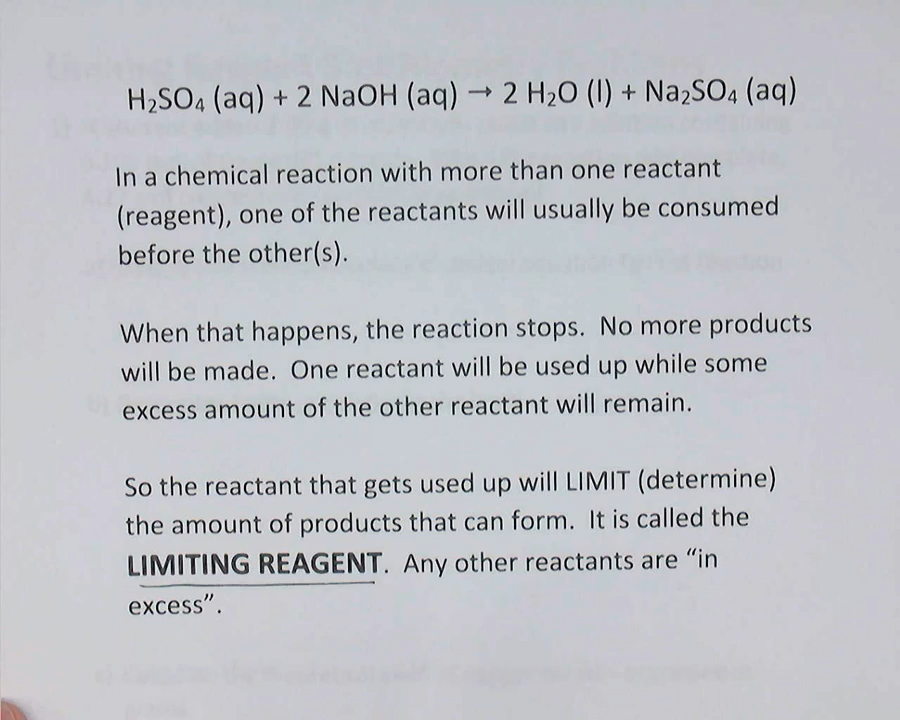 H₂SO₄ (aq) + 2 NaOH (aq) → 2 H₂O (l) + Na₂SO₄ (aq)
In a chemical reaction with more than one reactant
(reagent), one of the reactants will usually be consumed
before the other(s).
When that happens, the reaction stops.  No more products
will be made.  One reactant will be used up while some
excess amount of the other reactant will remain.
So the reactant that gets used up will LIMIT (determine)
the amount of products that can form.  It is called the
LIMITING REAGENT.  Any other reactants are “in
excess”.